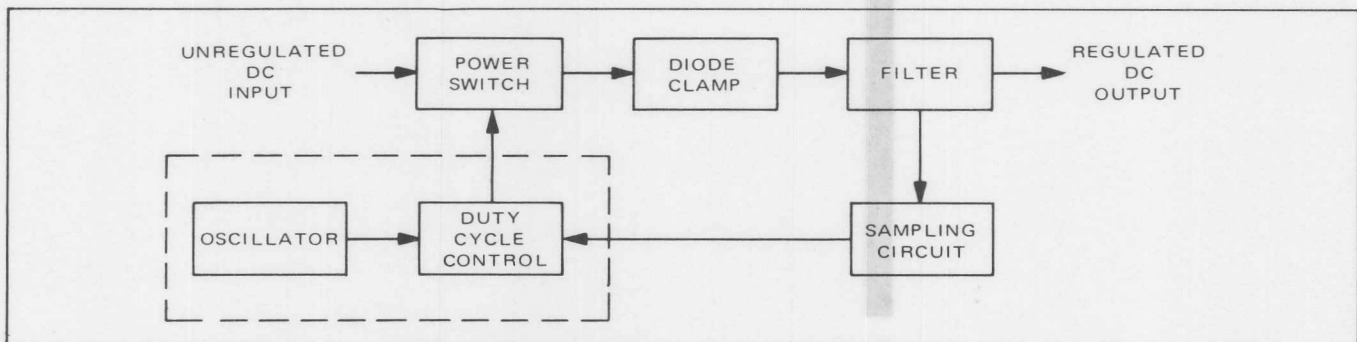 UNREGULATED
DC
INPUT
POWER
SWITCH
DIODE
CLAMP
FILTER
REGULATED
DC
OUTPUT
OSCILLATOR
DUTY
CYCLE
CONTROL
SAMPLING
CIRCUIT